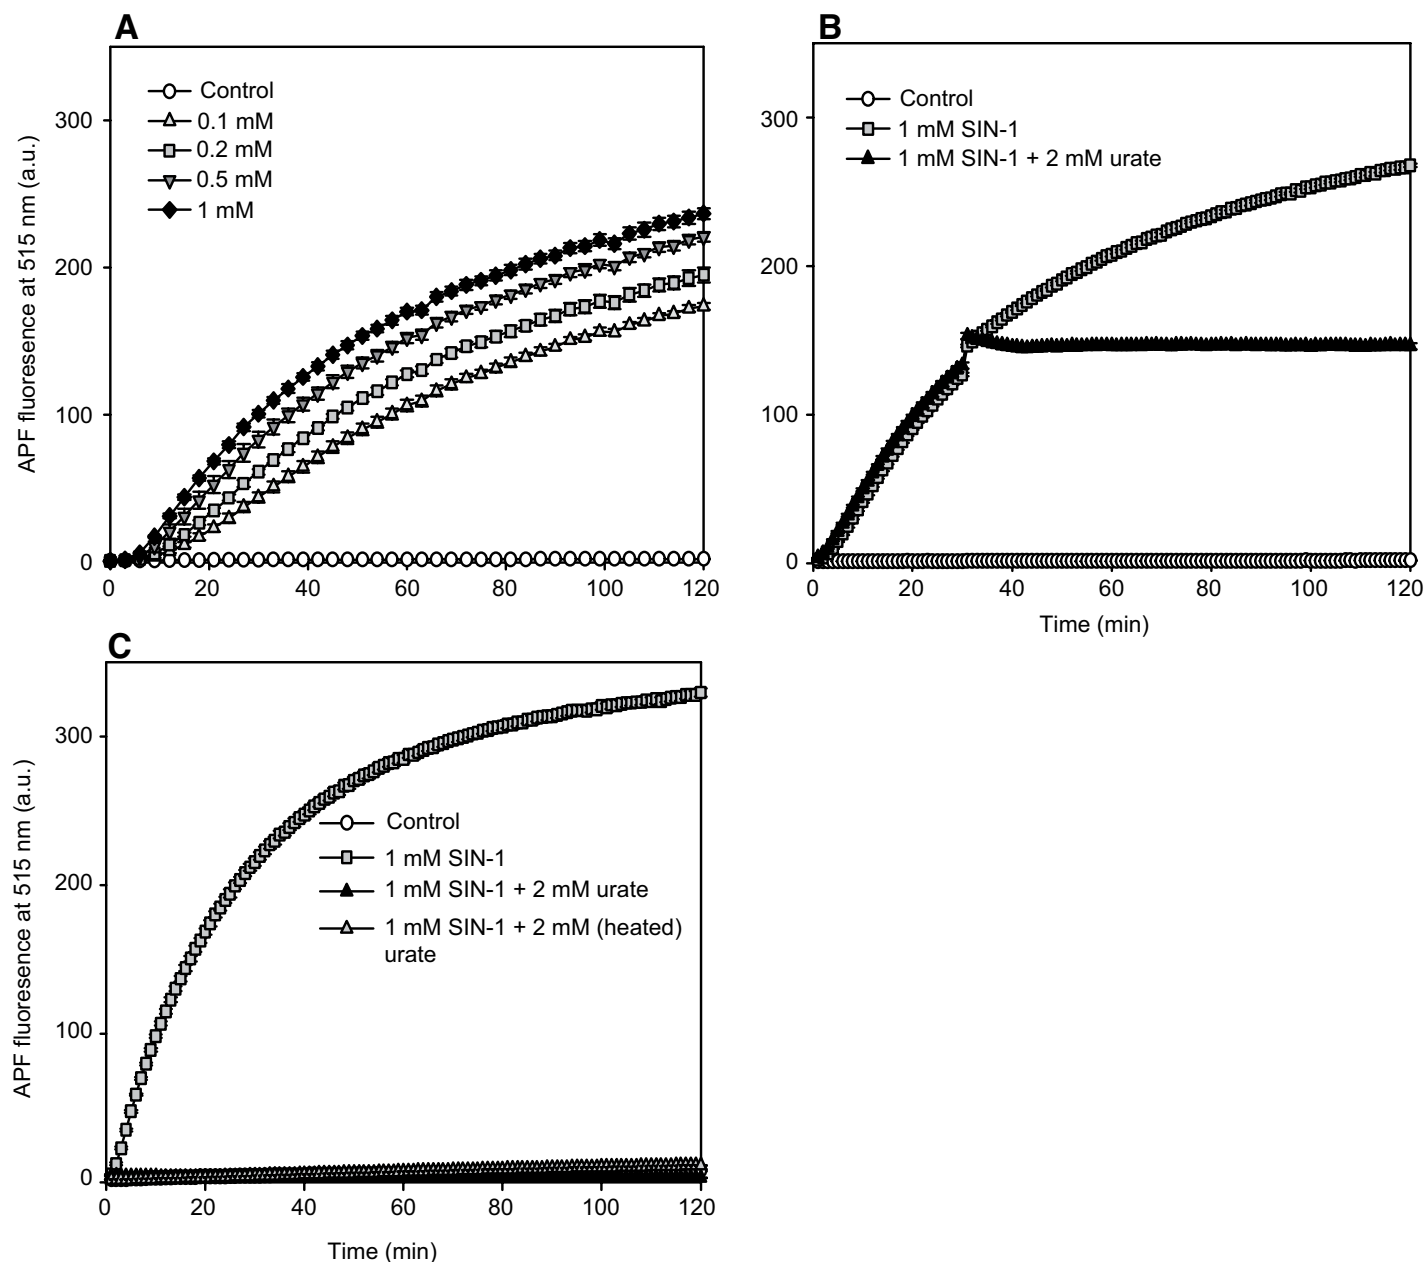 A
Control
0.1 mM
0.2 mM
0.5 mM
1 mM
APF fluoresence at 515 nm (a.u.)
300
200
100
0
0 20 40 60 80 100 120
B
Control
1 mM SIN-1
1 mM SIN-1 + 2 mM urate
300
200
100
0
0 20 40 60 80 100 120
Time (min)
C
Control
1 mM SIN-1
1 mM SIN-1 + 2 mM urate
1 mM SIN-1 + 2 mM (heated)
urate
APF fluoresence at 515 nm (a.u.)
300
200
100
0
0 20 40 60 80 100 120
Time (min)